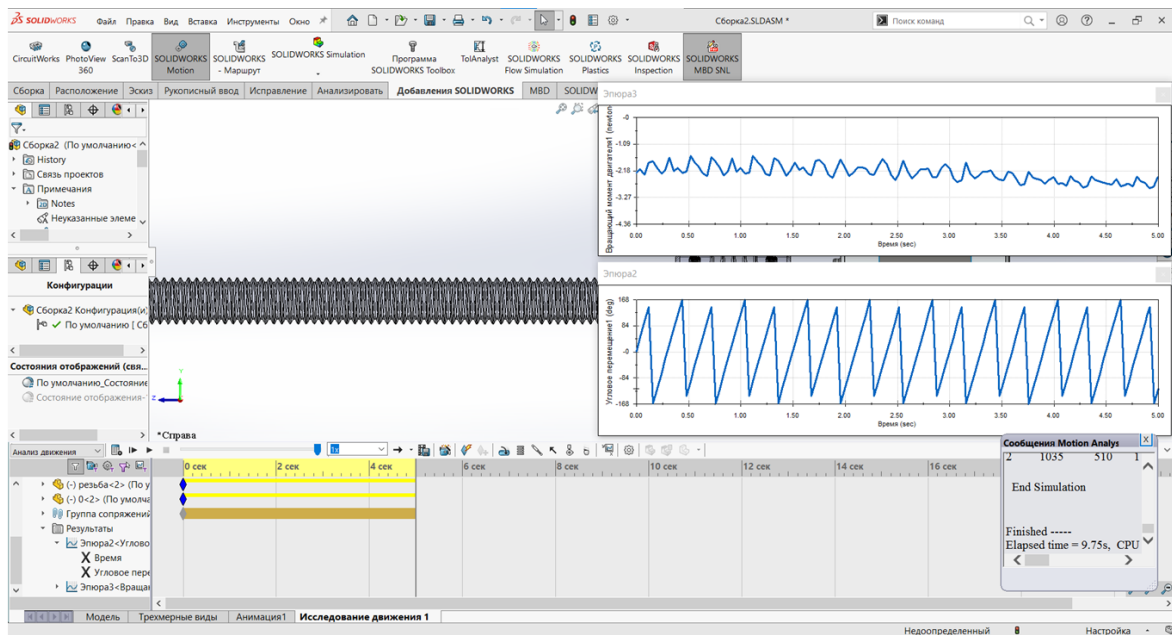 SOLIDWORKS Файл Правка Вид Вставка Инструменты Окно Сборка2.SLDASM * Поиск команд
CircuitWorks PhotoView 360 ScanTo3D SOLIDWORKS Motion SOLIDWORKS - Маршрут SOLIDWORKS Simulation Программа SOLIDWORKS Toolbox TolAnalyst SOLIDWORKS Flow Simulation SOLIDWORKS Plastics SOLIDWORKS Inspection SOLIDWORKS MBD SNL
Сборка Расположение Эскиз Рукописный ввод Исправление Анализировать Добавления SOLIDWORKS MBD SOLIDW
Сборка2 (По умолчанию<
History
Связь проектов
Примечания
Notes
Неуказанные элеме
Конфигурации
Сборка2 Конфигурация(и
По умолчанию [ Сб
Состояния отображений (свя...
По умолчанию_Состояние
Состояние отображения-
Y
Z
*Справа
Эпюра3
Вращающий момент двигателя1 (newton
-0
-1.09
-2.18
-3.27
-4.36
0.00 0.50 1.00 1.50 2.00 2.50 3.00 3.50 4.00 4.50 5.00
Время (sec)
Эпюра2
Угловое перемещение1 (deg)
168
84
-0
-84
-168
0.00 0.50 1.00 1.50 2.00 2.50 3.00 3.50 4.00 4.50 5.00
Время (sec)
Анализ движения 1x
0 сек 2 сек 4 сек 6 сек 8 сек 10 сек 12 сек 14 сек 16 сек
(-) резьба<2> (По у
(-) 0<2> (По умолча
Группа сопряжений
Результаты
Эпюра2<Углово
Время
Угловое пере
Эпюра3<Враща
Сообщения Motion Analys
2 1035 510 1
End Simulation
Finished -----
Elapsed time = 9.75s, CPU
Модель Трехмерные виды Анимация1 Исследование движения 1
Недоопределенный Настройка